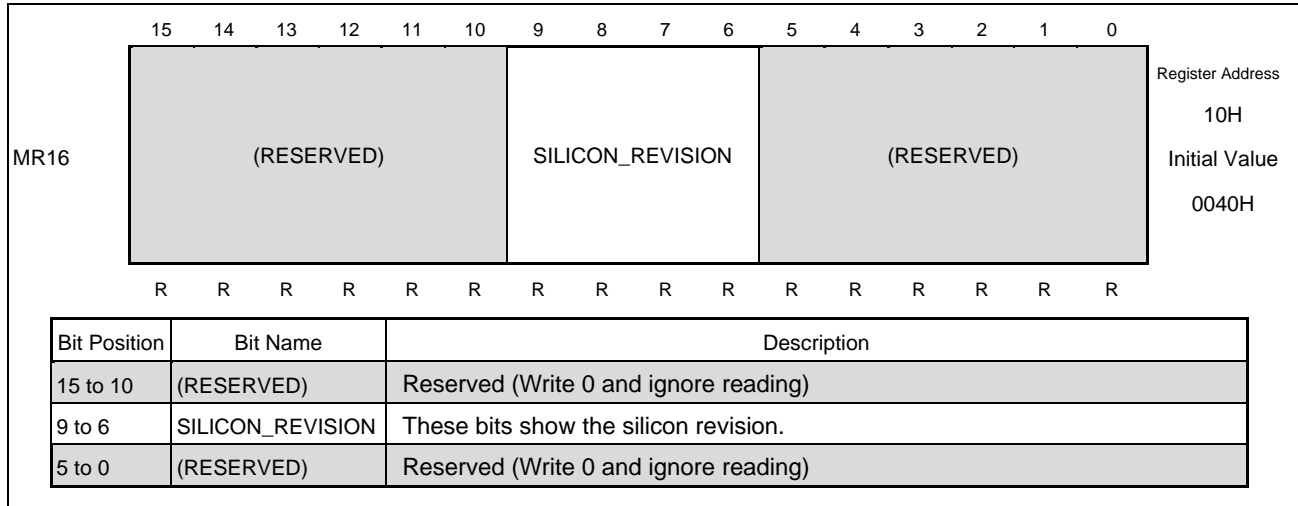 15 14 13 12 11 10 9 8 7 6 5 4 3 2 1 0
Register Address
10H
MR16 (RESERVED) SILICON_REVISION (RESERVED) Initial Value
0040H
R R R R R R R R R R R R R R R R
Bit Position Bit Name Description
15 to 10 (RESERVED) Reserved (Write 0 and ignore reading)
9 to 6 SILICON_REVISION These bits show the silicon revision.
5 to 0 (RESERVED) Reserved (Write 0 and ignore reading)